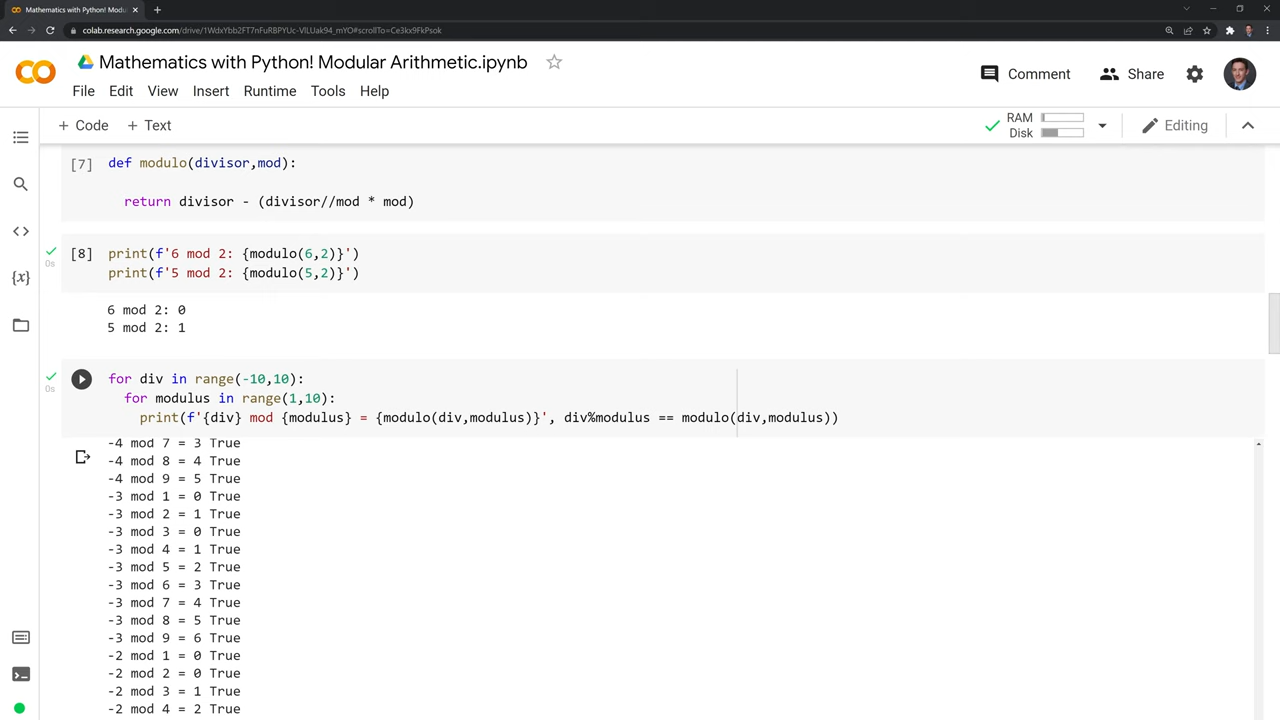 Mathematics with Python! Modular Arithmetic.ipynb
colab.research.google.com/drive/1WdxYbb2FT7nFuRBPYUc-VlLUak94_mYO#scrollTo=Ce3kx9FkPsok
Mathematics with Python! Modular Arithmetic.ipynb
Comment
Share
File Edit View Insert Runtime Tools Help
+ Code + Text
RAM
Disk
Editing
[7] def modulo(divisor,mod):
return divisor - (divisor//mod * mod)
[8] print(f'6 mod 2: {modulo(6,2)}')
0s
print(f'5 mod 2: {modulo(5,2)}')
6 mod 2: 0
5 mod 2: 1
for div in range(-10,10):
0s
for modulus in range(1,10):
print(f'{div} mod {modulus} = {modulo(div,modulus)}', div%modulus == modulo(div,modulus))
-4 mod 7 = 3 True
-4 mod 8 = 4 True
-4 mod 9 = 5 True
-3 mod 1 = 0 True
-3 mod 2 = 1 True
-3 mod 3 = 0 True
-3 mod 4 = 1 True
-3 mod 5 = 2 True
-3 mod 6 = 3 True
-3 mod 7 = 4 True
-3 mod 8 = 5 True
-3 mod 9 = 6 True
-2 mod 1 = 0 True
-2 mod 2 = 0 True
-2 mod 3 = 1 True
-2 mod 4 = 2 True